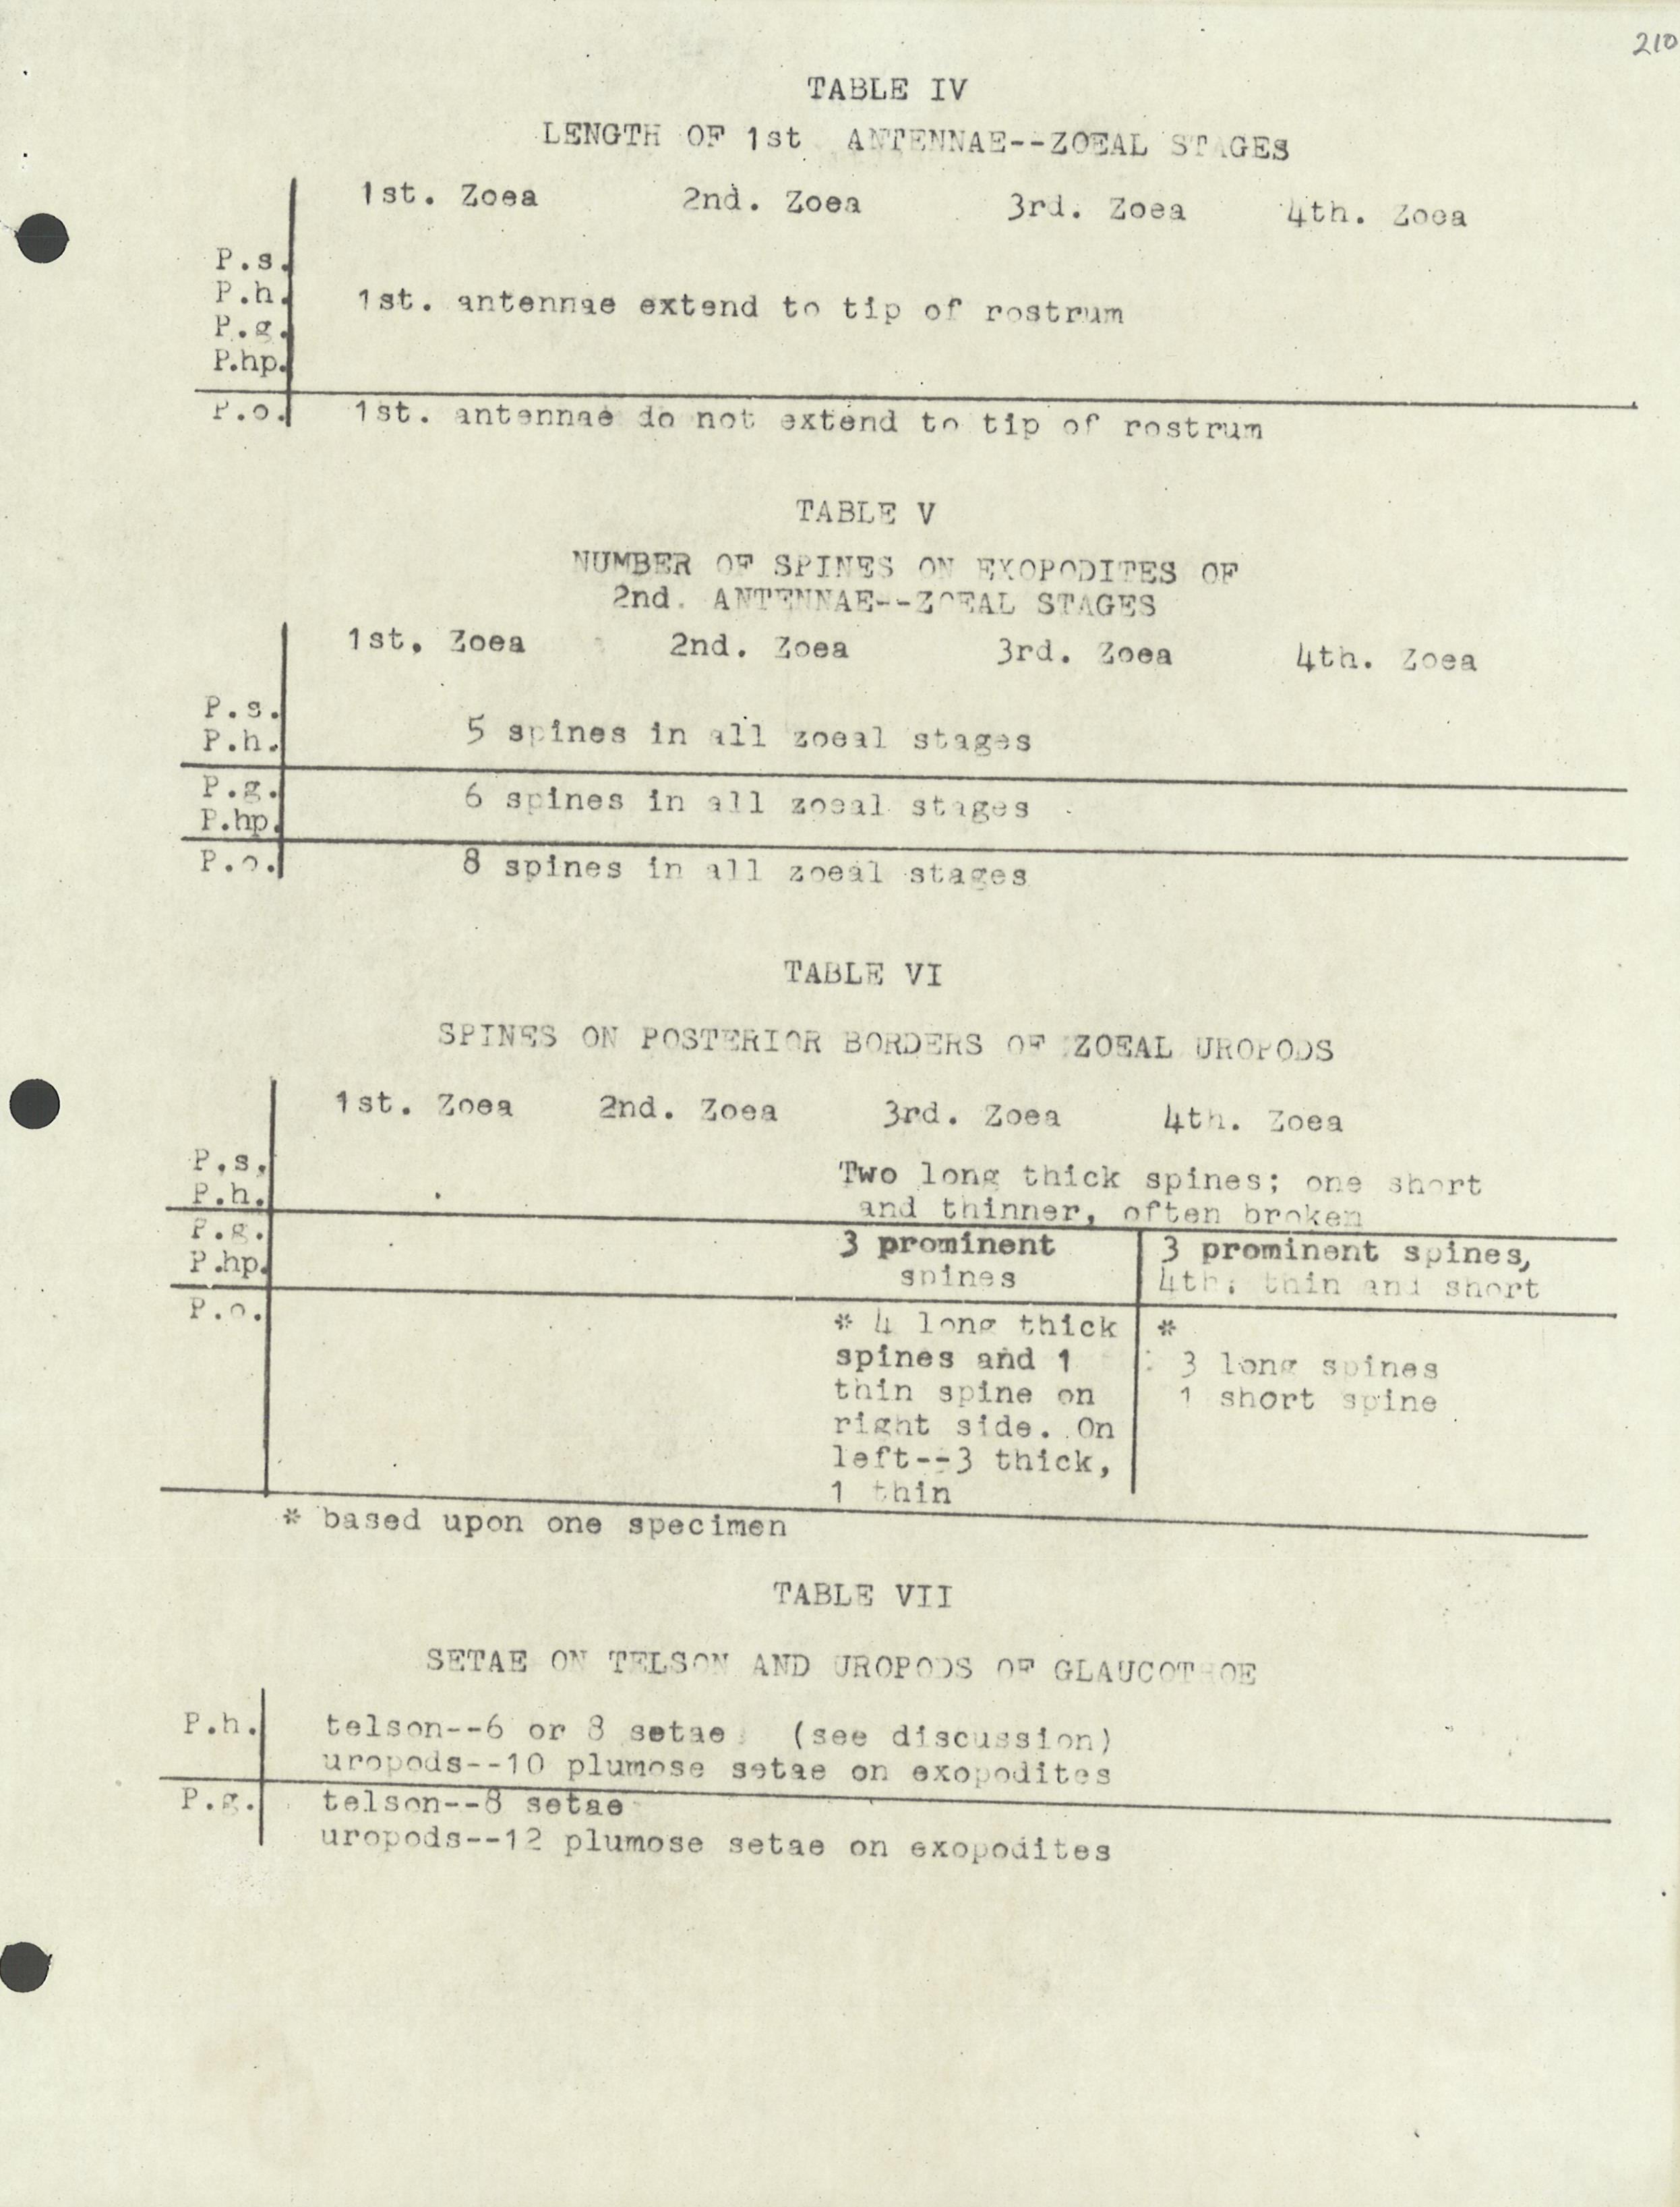 210
TABLE IV
LENGTH OF 1st ANTENNAE--ZOEAL STAGES
1st. Zoea 2nd. Zoea 3rd. Zoea 4th. Zoea
P.s.
P.h. 1st. antennae extend to tip of rostrum
P.g.
P.hp.
P.o. 1st. antennae do not extend to tip of rostrum
TABLE V
NUMBER OF SPINES ON EXOPODITES OF
2nd. ANTENNAE--ZOEAL STAGES
1st. Zoea 2nd. Zoea 3rd. Zoea 4th. Zoea
P.s.
P.h. 5 spines in all zoeal stages
P.g. 6 spines in all zoeal stages
P.hp.
P.o. 8 spines in all zoeal stages
TABLE VI
SPINES ON POSTERIOR BORDERS OF ZOEAL UROPODS
1st. Zoea 2nd. Zoea 3rd. Zoea 4th. Zoea
P.s. Two long thick spines; one short
P.h. and thinner, often broken
P.g. 3 prominent 3 prominent spines,
P.hp. spines 4th. thin and short
P.o. * 4 long thick *
spines and 1 3 long spines
thin spine on 1 short spine
right side. On
left--3 thick,
1 thin
* based upon one specimen
TABLE VII
SETAE ON TELSON AND UROPODS OF GLAUCOTHOE
P.h. telson--6 or 8 setae (see discussion)
uropods--10 plumose setae on exopodites
P.g. telson--8 setae
uropods--12 plumose setae on exopodites